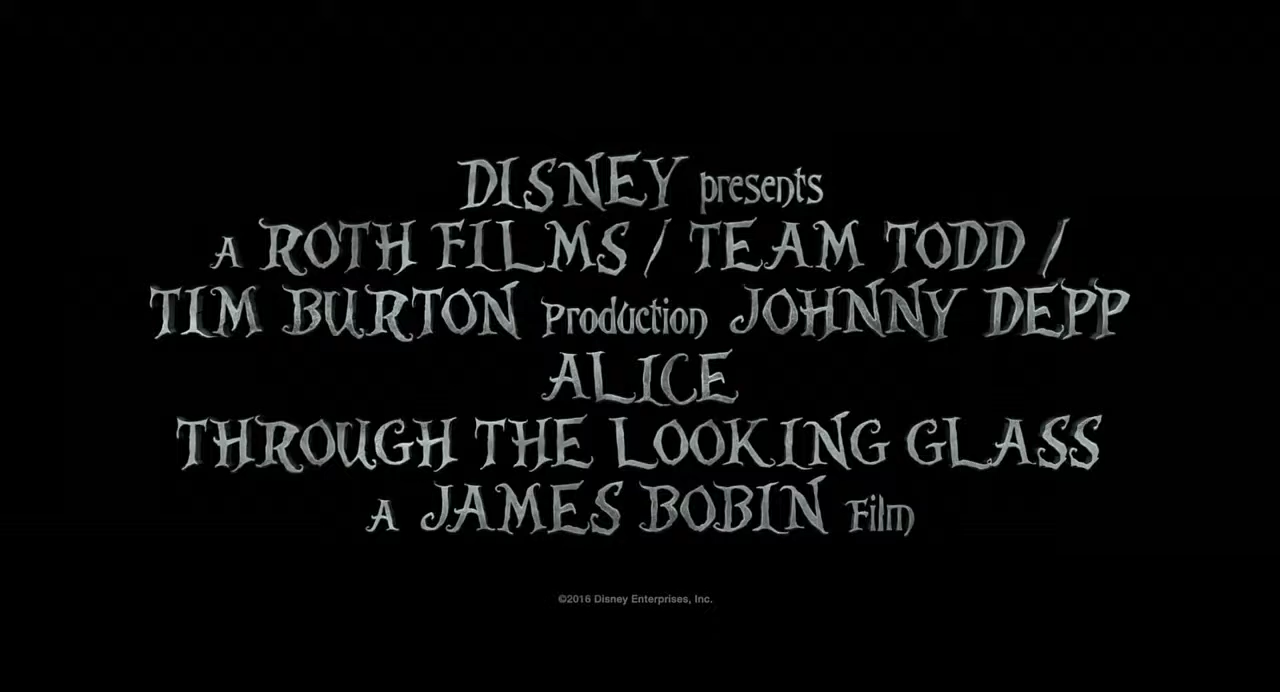 DISNEY presents
A ROTH FILMS / TEAM TODD /
TIM BURTON Production JOHNNY DEPP
ALICE
THROUGH THE LOOKING GLASS
A JAMES BOBIN Film
©2016 Disney Enterprises, Inc.